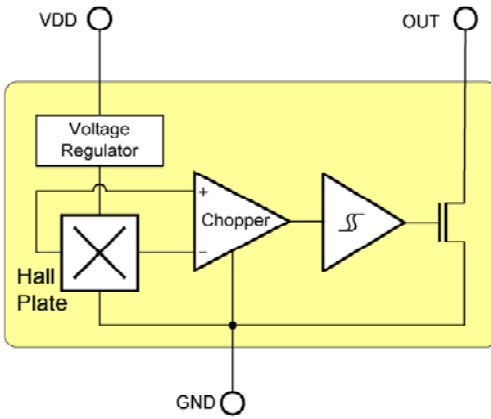 VDD
OUT
Voltage
Regulator
+
Chopper
−
Hall
Plate
GND